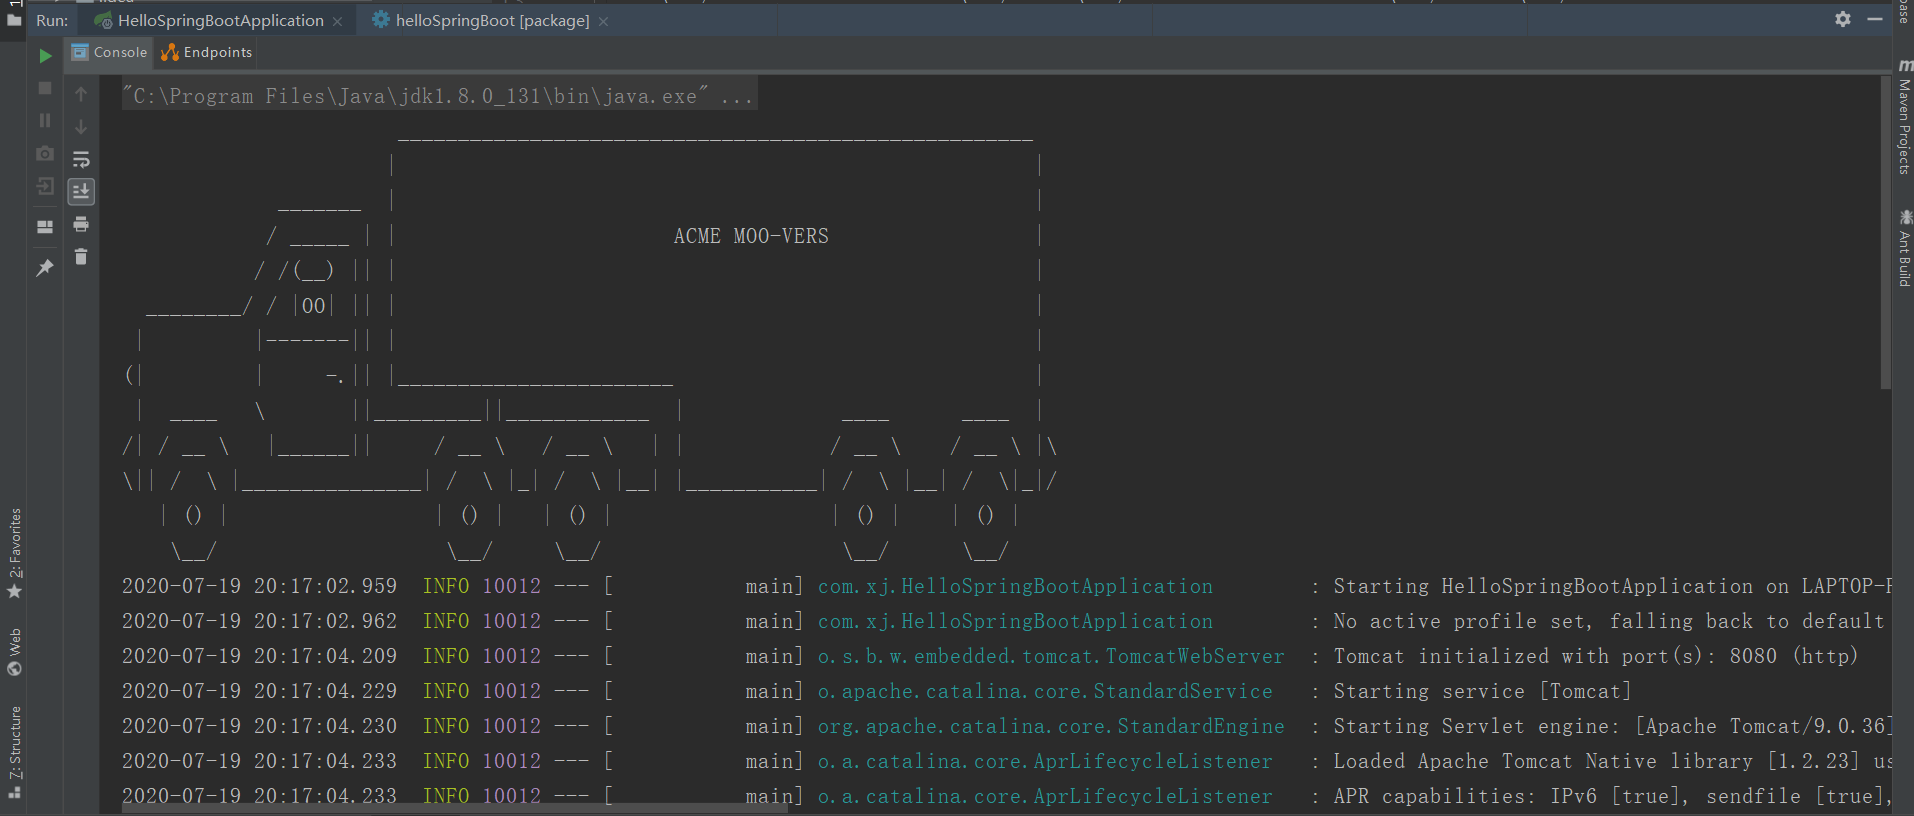 Run: HelloSpringBootApplication × helloSpringBoot [package] ×
Console Endpoints
"C:\Program Files\Java\jdk1.8.0_131\bin\java.exe" ...
ACME MOO-VERS
(__)
|OO|
()  ()  ()  ()  ()
2020-07-19 20:17:02.959  INFO 10012 --- [           main] com.xj.HelloSpringBootApplication        : Starting HelloSpringBootApplication on
2020-07-19 20:17:02.962  INFO 10012 --- [           main] com.xj.HelloSpringBootApplication        : No active profile set, falling back to default
2020-07-19 20:17:04.209  INFO 10012 --- [           main] o.s.b.w.embedded.tomcat.TomcatWebServer  : Tomcat initialized with port(s): 8080 (http)
2020-07-19 20:17:04.229  INFO 10012 --- [           main] o.apache.catalina.core.StandardService   : Starting service [Tomcat]
2020-07-19 20:17:04.230  INFO 10012 --- [           main] org.apache.catalina.core.StandardEngine  : Starting Servlet engine: [Apache Tomcat/9.0.36]
2020-07-19 20:17:04.233  INFO 10012 --- [           main] o.a.catalina.core.AprLifecycleListener   : Loaded Apache Tomcat Native library [1.2.23] us
2020-07-19 20:17:04.233  INFO 10012 --- [           main] o.a.catalina.core.AprLifecycleListener   : APR capabilities: IPv6 [true], sendfile [true],
2: Favorites
Web
7: Structure
Maven Projects
Ant Build